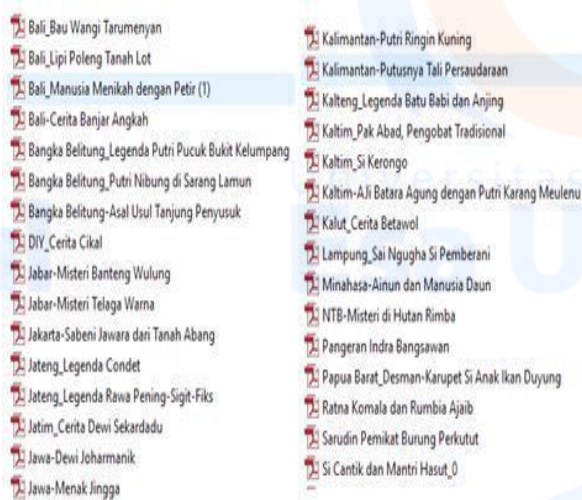 Bali_Bau Wangi Tarumenyan
Bali_Lipi Poleng Tanah Lot
Bali_Manusia Menikah dengan Petir (1)
Bali-Cerita Banjar Angkah
Bangka Belitung_Legenda Putri Pucuk Bukit Kelumpang
Bangka Belitung_Putri Nibung di Sarang Lamun
Bangka Belitung-Asal Usul Tanjung Penyusuk
DIY_Cerita Cikal
Jabar-Misteri Banteng Wulung
Jabar-Misteri Telaga Warna
Jakarta-Sabeni Jawara dari Tanah Abang
Jateng_Legenda Condet
Jateng_Legenda Rawa Pening-Sigit-Fiks
Jatim_Cerita Dewi Sekardadu
Jawa-Dewi Joharmanik
Jawa-Menak Jingga
Kalimantan-Putri Ringin Kuning
Kalimantan-Putusnya Tali Persaudaraan
Kalteng_Legenda Batu Babi dan Anjing
Kaltim_Pak Abad, Pengobat Tradisional
Kaltim_Si Kerongo
Kaltim-AJi Batara Agung dengan Putri Karang Meulenu
Kalut_Cerita Betawol
Lampung_Sai Ngugha Si Pemberani
Minahasa-Ainun dan Manusia Daun
NTB-Misteri di Hutan Rimba
Pangeran Indra Bangsawan
Papua Barat_Desman-Karupet Si Anak Ikan Duyung
Ratna Komala dan Rumbia Ajaib
Sarudin Pemikat Burung Perkutut
Si Cantik dan Mantri Hasut_0